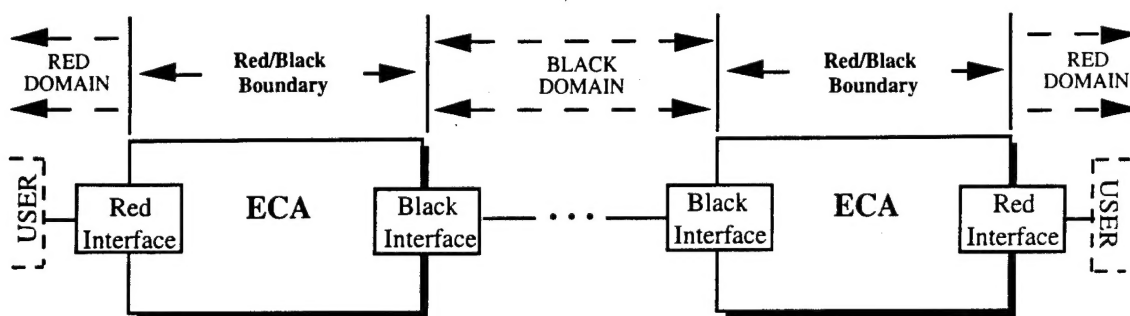 RED
DOMAIN
Red/Black
Boundary
BLACK
DOMAIN
Red/Black
Boundary
RED
DOMAIN
USER
Red
Interface
ECA
Black
Interface
Black
Interface
ECA
Red
Interface
USER